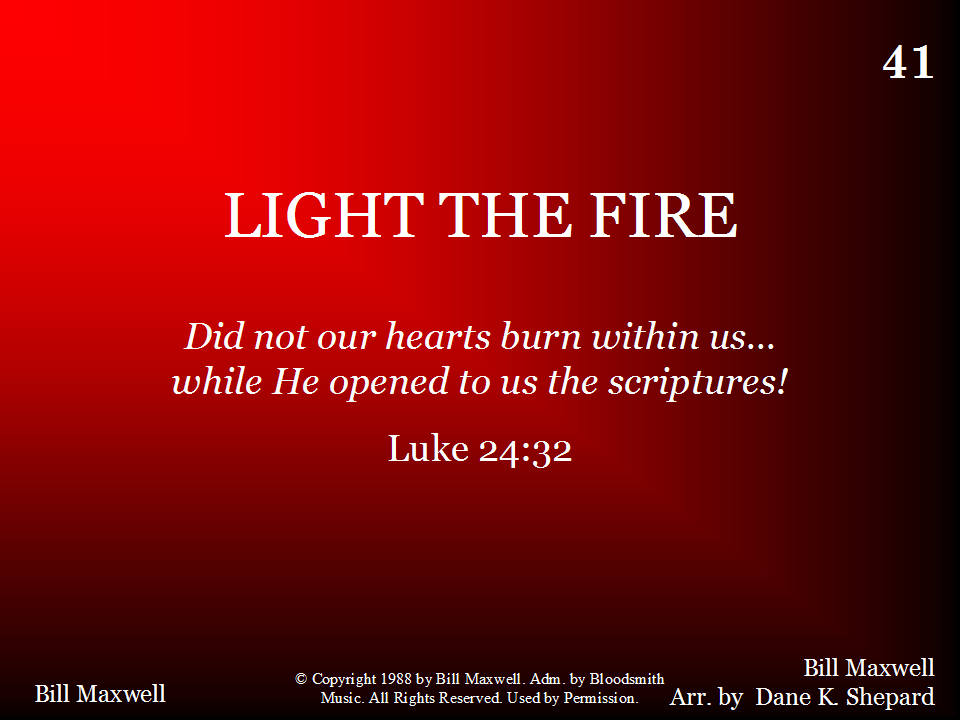 41
LIGHT THE FIRE
Did not our hearts burn within us...
while He opened to us the scriptures!
Luke 24:32
Bill Maxwell
© Copyright 1988 by Bill Maxwell. Adm. by Bloodsmith
Music. All Rights Reserved. Used by Permission.
Bill Maxwell
Arr. by  Dane K. Shepard